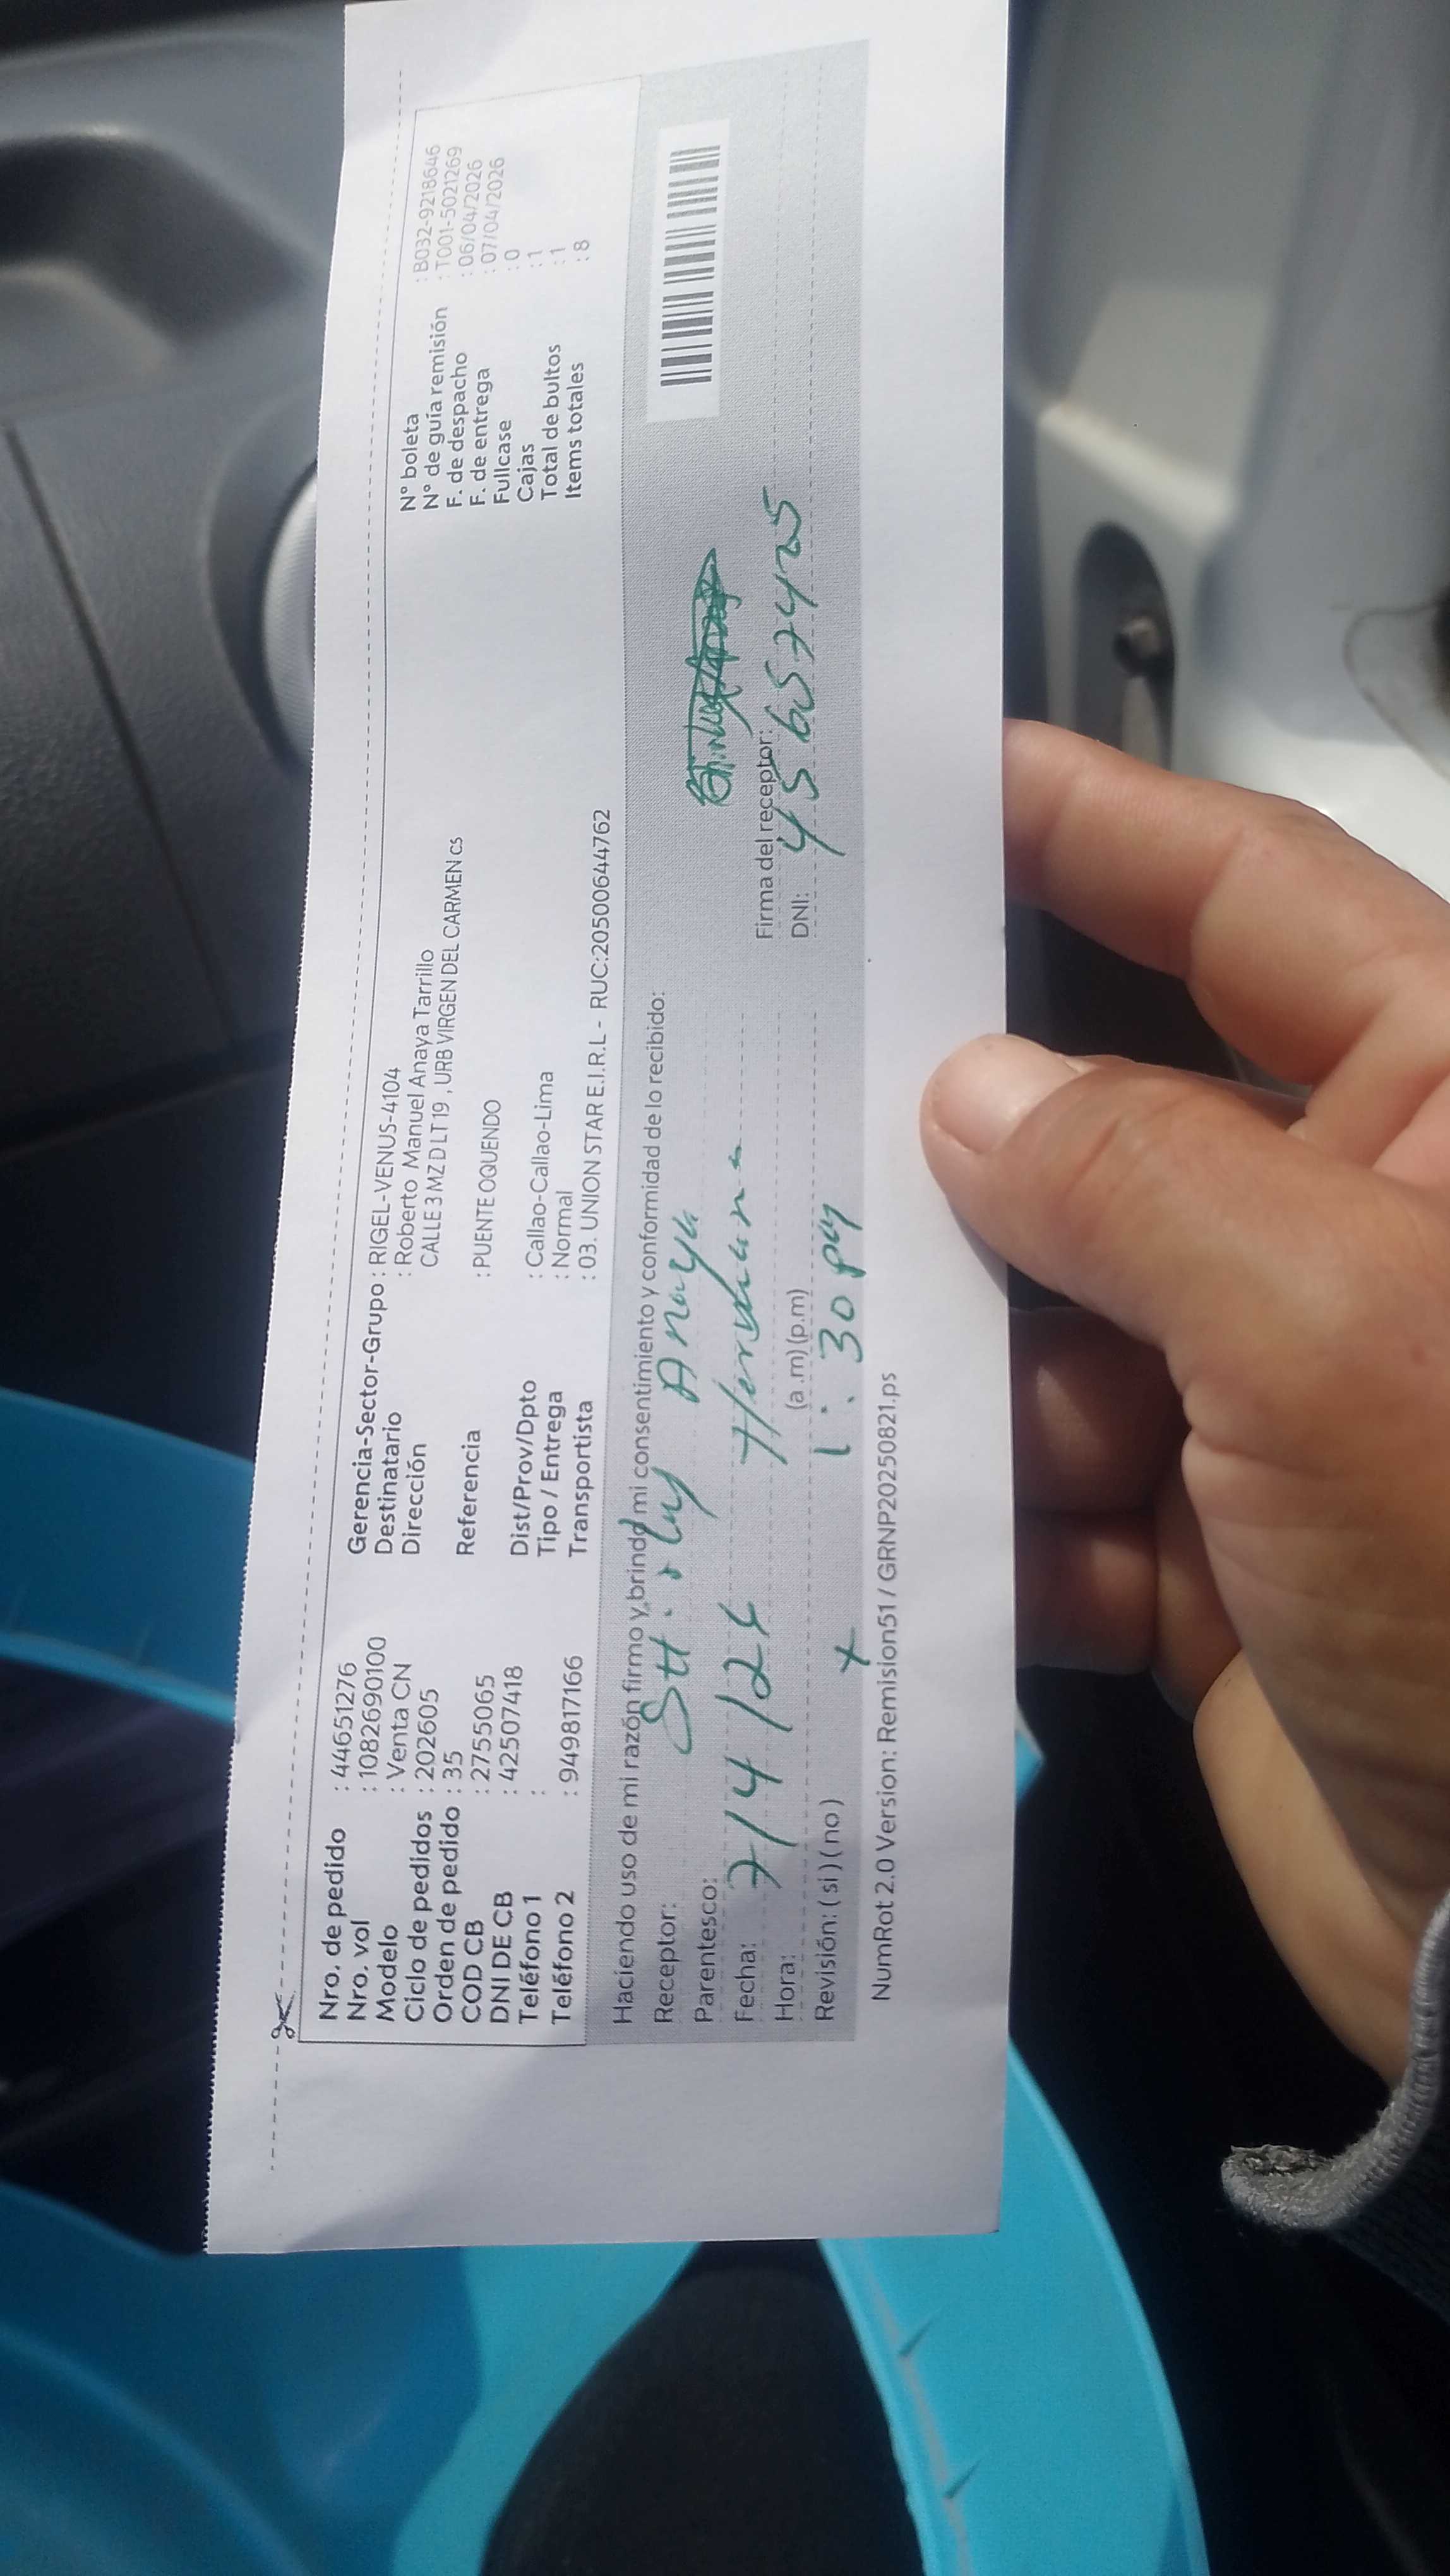 Nro. de pedido : 44651276
Nro. vol : 1082690100
Modelo : Venta CN
Ciclo de pedidos : 202605
Orden de pedido : 35
COD CB : 2755065
DNI DE CB : 42507418
Teléfono 1 :
Teléfono 2 : 949817166
Gerencia-Sector-Grupo : RIGEL-VENUS-4104
Destinatario : Roberto Manuel Anaya Tarrillo
Dirección CALLE 3 MZ D LT 19 , URB VIRGEN DEL CARMEN cs
Referencia : PUENTE OQUENDO
Dist/Prov/Dpto : Callao-Callao-Lima
Tipo / Entrega : Normal
Transportista : 03. UNION STAR E.I.R.L - RUC:20500644762
N° boleta : B032-9218646
N° de guía remisión : T001-5021269
F. de despacho : 06/04/2026
F. de entrega : 07/04/2026
Fullcase : 0
Cajas : 1
Total de bultos : 1
Items totales : 8
Haciendo uso de mi razón firmo y brindo mi consentimiento y conformidad de lo recibido:
Receptor: Anaya
Parentesco: Hermana
Fecha: 7/4/26
Hora: (a.m)(p.m) 1:30 pm
Revisión: ( si ) ( no ) x
Firma del receptor:
DNI: 45657425
NumRot 2.0 Version: Remision51 / GRNP20250821.ps